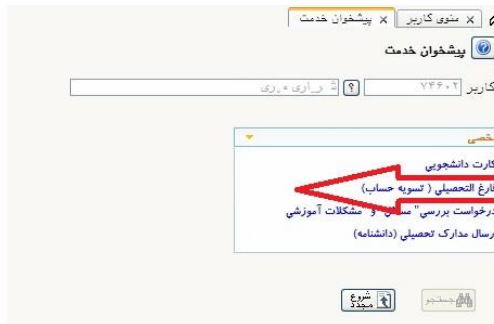 منوی کاربر x پیشخوان خدمت x
پیشخوان خدمت
کاربر ۷۴۶۰۲ ?
کارت دانشجویی
فارغ التحصیلی ( تسویه حساب)
درخواست بررسی" و" مشکلات آموزشی
ارسال مدارک تحصیلی (دانشنامه)
جستجو شروع مجدد